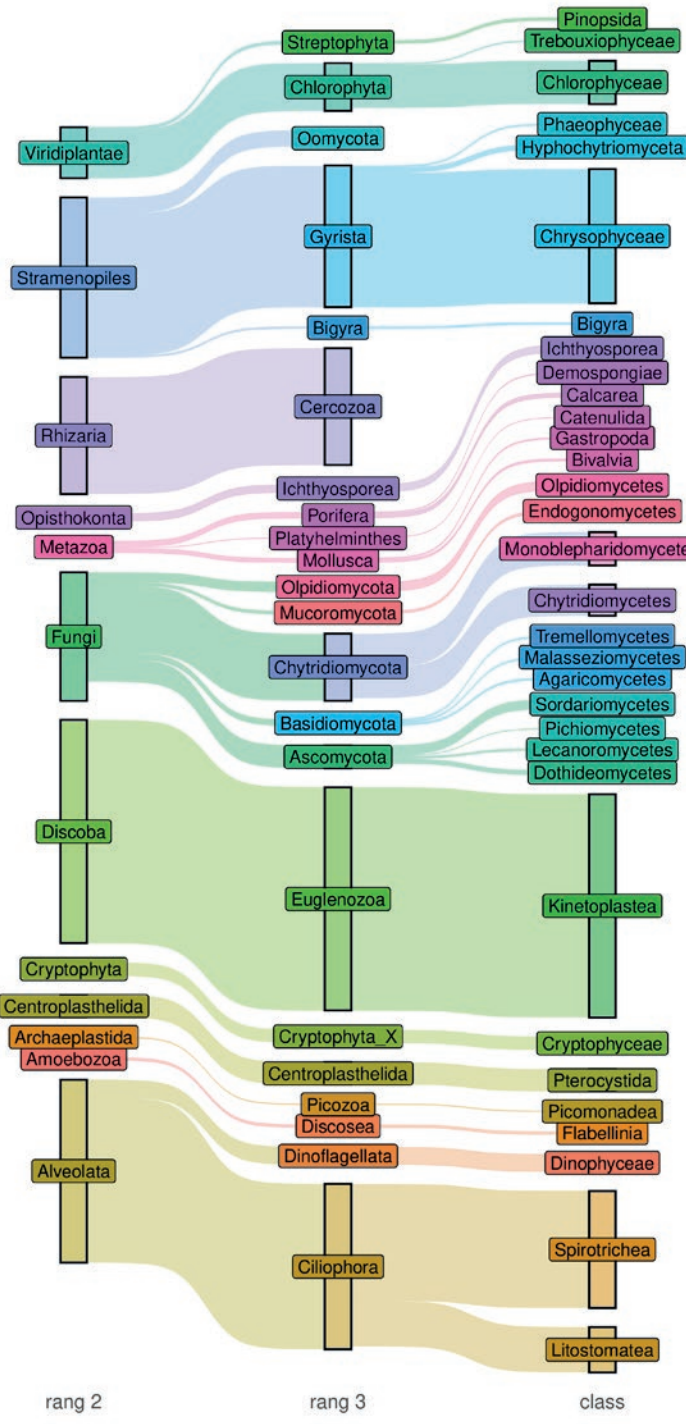 Pinopsida
Streptophyta
Trebouxiophyceae
Chlorophyta
Chlorophyceae
Phaeophyceae
Oomycota
Hyphochytriomyceta
Viridiplantae
Gyrista
Chrysophyceae
Stramenopiles
Bigyra
Bigyra
Ichthyosporea
Demospongiae
Calcarea
Cercozoa
Catenulida
Rhizaria
Gastropoda
Bivalvia
Ichthyosporea
Olpidiomycetes
Opisthokonta
Porifera
Endogonomycetes
Platyhelminthes
Metazoa
Monoblepharidomycete
Mollusca
Olpidiomycota
Chytridiomycetes
Mucoromycota
Fungi
Tremellomycetes
Malasseziomycetes
Chytridiomycota
Agaricomycetes
Sordariomycetes
Basidiomycota
Pichiomycetes
Lecanoromycetes
Ascomycota
Dothideomycetes
Discoba
Euglenozoa
Kinetoplastea
Cryptophyta
Centroplasthelida
Archaeplastida
Cryptophyta_X
Cryptophyceae
Amoebozoa
Centroplasthelida
Pterocystida
Picozoa
Picomonadea
Discosea
Flabellinia
Dinoflagellata
Dinophyceae
Alveolata
Spirotrichea
Ciliophora
Litostomatea
rang 2 rang 3 class